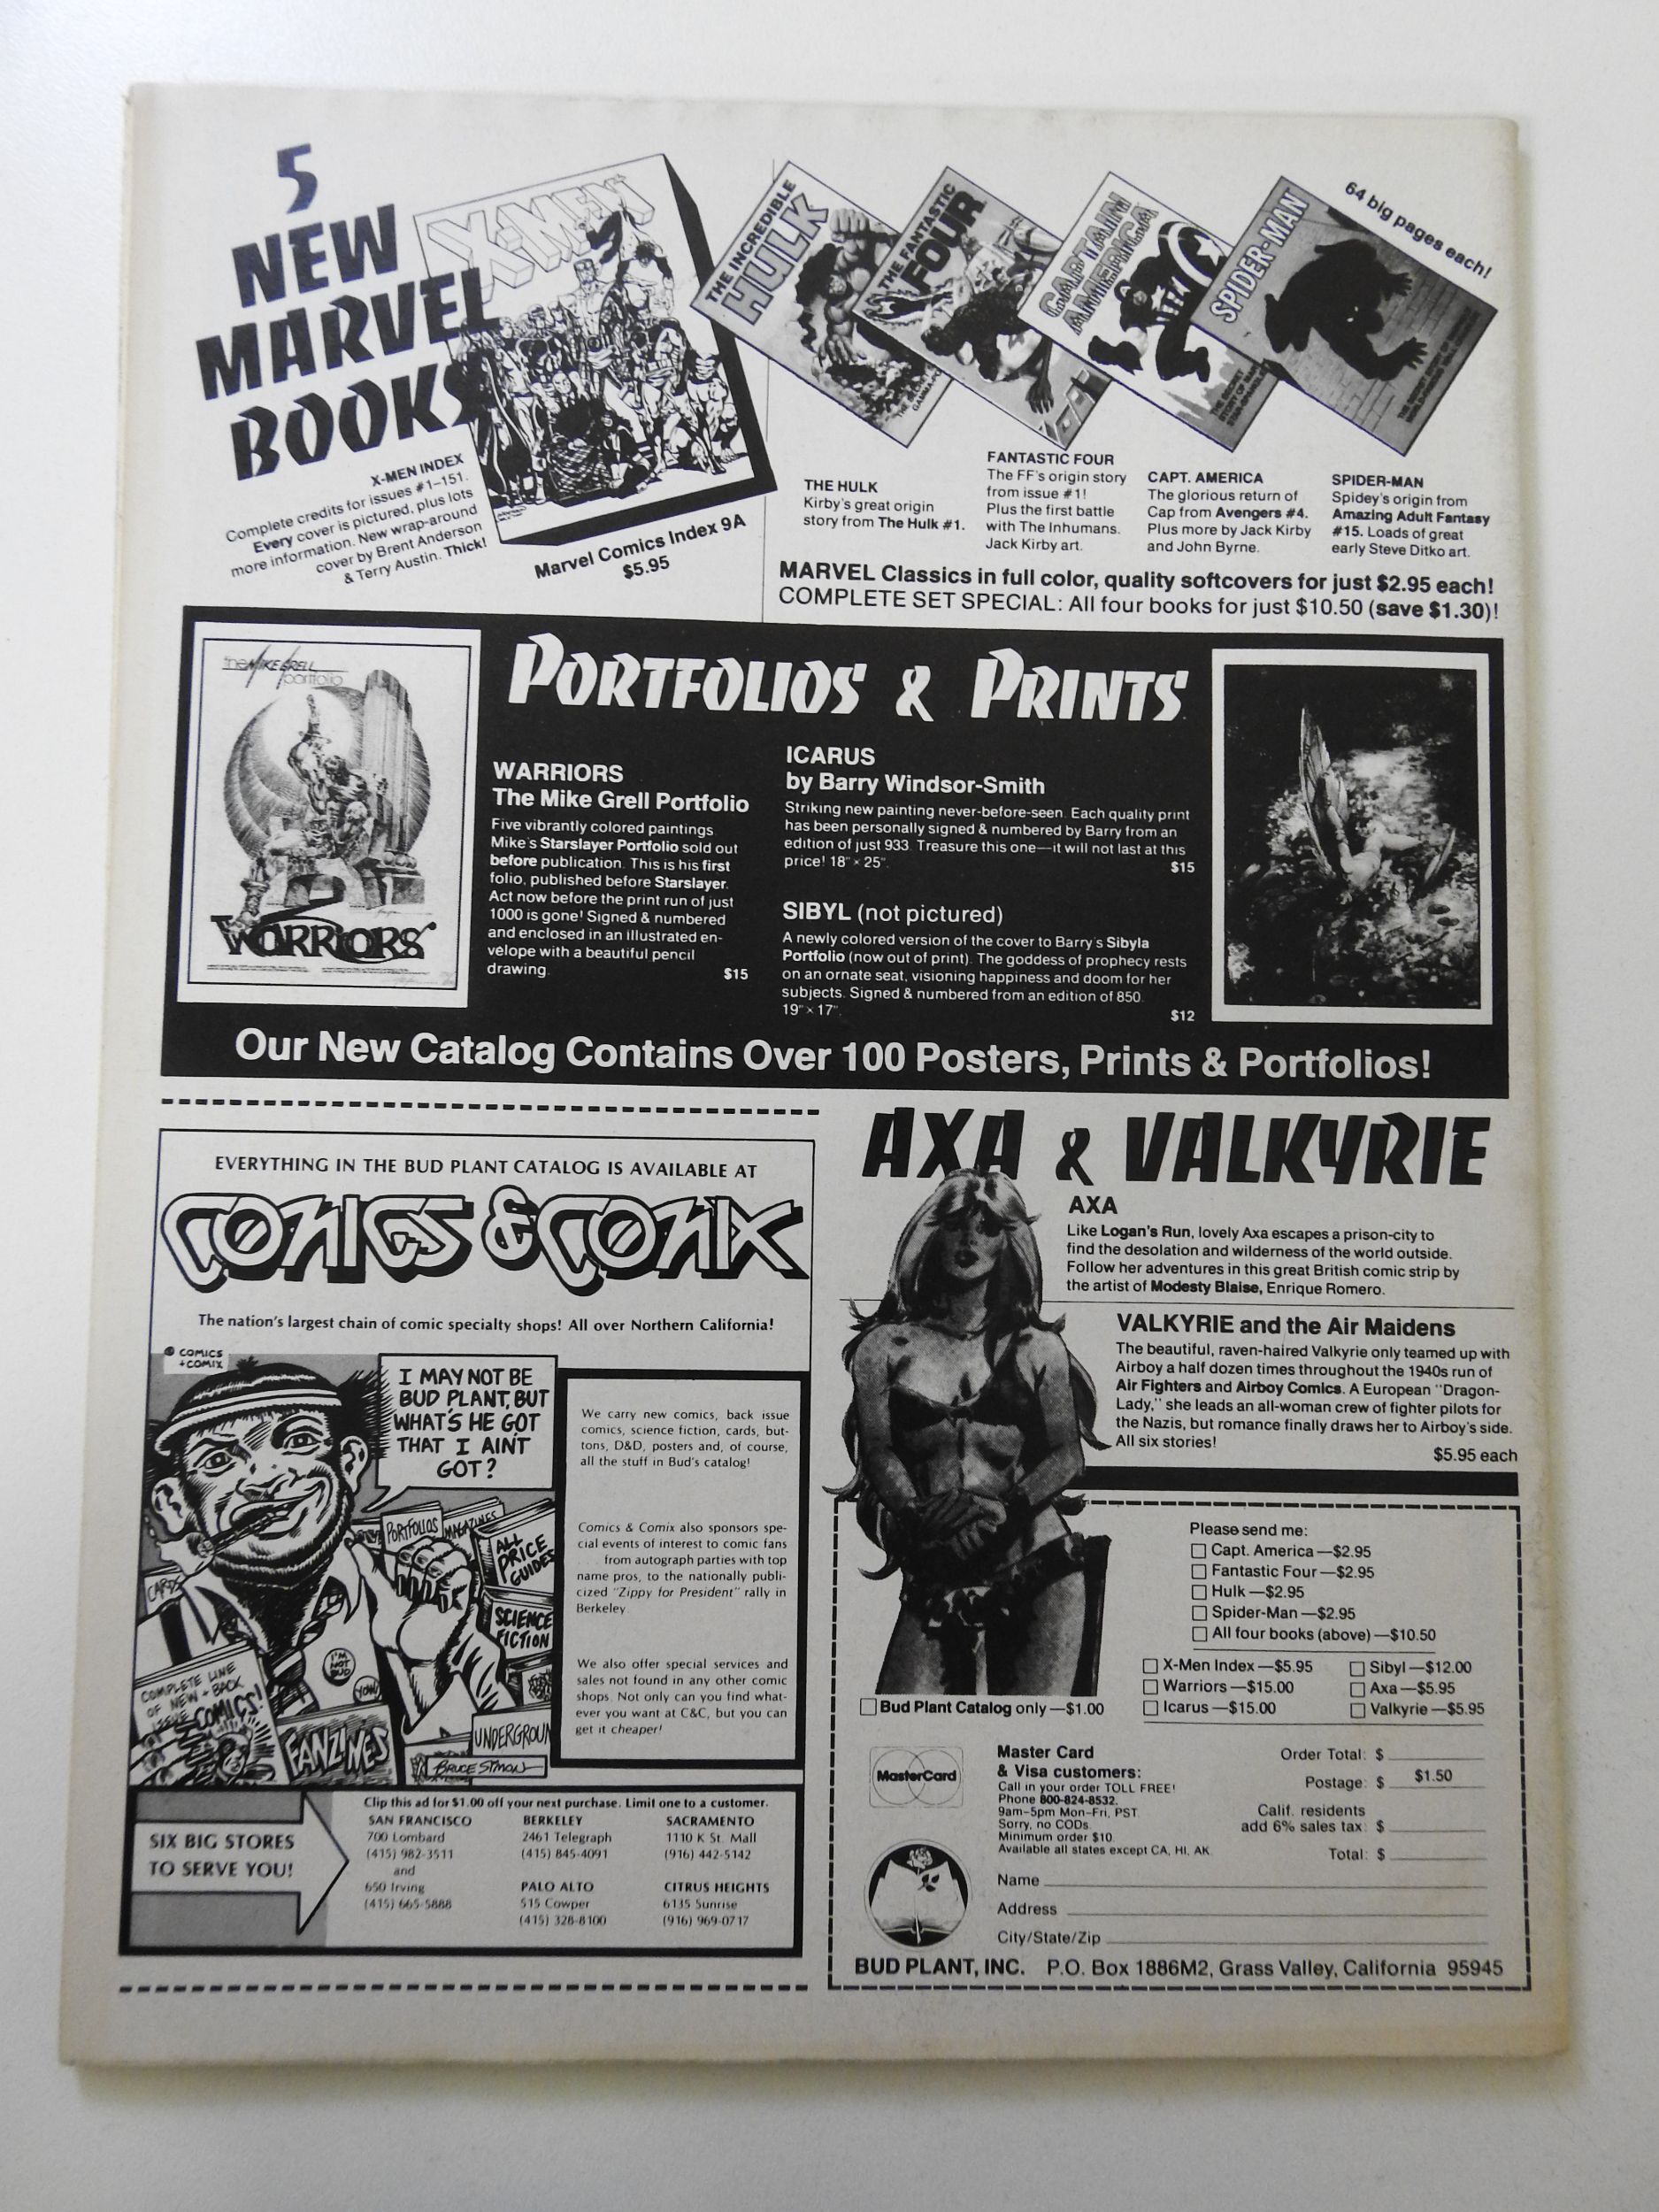 5
NEW
MARVEL
BOOKS
X-MEN
X-MEN INDEX
Complete credits for issues #1–151.
Every cover is pictured, plus lots
more information. New wrap-around
cover by Brent Anderson
& Terry Austin. Thick!
Marvel Comics Index 9A
$5.95
THE INCREDIBLE
HULK
THE FANTASTIC
FOUR
CAPTAIN
AMERICA
SPIDER-MAN
64 big pages each!
THE HULK
Kirby's great origin
story from The Hulk #1.
FANTASTIC FOUR
The FF's origin story
from issue #1!
Plus the first battle
with The Inhumans.
Jack Kirby art.
CAPT. AMERICA
The glorious return of
Cap from Avengers #4.
Plus more by Jack Kirby
and John Byrne.
SPIDER-MAN
Spidey's origin from
Amazing Adult Fantasy
#15. Loads of great
early Steve Ditko art.
MARVEL Classics in full color, quality softcovers for just $2.95 each!
COMPLETE SET SPECIAL: All four books for just $10.50 (save $1.30)!
the MIKE GRELL
portfolio
WARRIORS
PORTFOLIOS & PRINTS
WARRIORS
The Mike Grell Portfolio
Five vibrantly colored paintings.
Mike's Starslayer Portfolio sold out
before publication. This is his first
folio, published before Starslayer.
Act now before the print run of just
1000 is gone! Signed & numbered
and enclosed in an illustrated en-
velope with a beautiful pencil
drawing. $15
ICARUS
by Barry Windsor-Smith
Striking new painting never-before-seen. Each quality print
has been personally signed & numbered by Barry from an
edition of just 933. Treasure this one—it will not last at this
price! 18" × 25". $15
SIBYL (not pictured)
A newly colored version of the cover to Barry's Sibyla
Portfolio (now out of print). The goddess of prophecy rests
on an ornate seat, visioning happiness and doom for her
subjects. Signed & numbered from an edition of 850.
19" × 17". $12
Our New Catalog Contains Over 100 Posters, Prints & Portfolios!
EVERYTHING IN THE BUD PLANT CATALOG IS AVAILABLE AT
COMICS & COMIX
The nation's largest chain of comic specialty shops! All over Northern California!
© COMICS
+ COMIX
I MAY NOT BE
BUD PLANT, BUT
WHAT'S HE GOT
THAT I AIN'T
GOT?
PORTFOLIOS
MAGAZINES
ALL
PRICE
GUIDES
CARDS
SCIENCE
FICTION
I'M
NOT
BUD
YOW!
COMPLETE LINE
OF NEW + BACK
ISSUE COMICS!
FANZINES
UNDERGROUN
BRUCE SIMON
We carry new comics, back issue
comics, science fiction, cards, but-
tons, D&D, posters and, of course,
all the stuff in Bud's catalog!
Comics & Comix also sponsors spe-
cial events of interest to comic fans
. . . from autograph parties with top
name pros, to the nationally publi-
cized "Zippy for President" rally in
Berkeley.
We also offer special services and
sales not found in any other comic
shops. Not only can you find what-
ever you want at C&C, but you can
get it cheaper!
SIX BIG STORES
TO SERVE YOU!
Clip this ad for $1.00 off your next purchase. Limit one to a customer.
SAN FRANCISCO
700 Lombard
(415) 982-3511
and
650 Irving
(415) 665-5888
BERKELEY
2461 Telegraph
(415) 845-4091
PALO ALTO
515 Cowper
(415) 328-8100
SACRAMENTO
1110 K St. Mall
(916) 442-5142
CITRUS HEIGHTS
6135 Sunrise
(916) 969-0717
AXA & VALKYRIE
AXA
Like Logan's Run, lovely Axa escapes a prison-city to
find the desolation and wilderness of the world outside.
Follow her adventures in this great British comic strip by
the artist of Modesty Blaise, Enrique Romero.
VALKYRIE and the Air Maidens
The beautiful, raven-haired Valkyrie only teamed up with
Airboy a half dozen times throughout the 1940s run of
Air Fighters and Airboy Comics. A European "Dragon-
Lady," she leads an all-woman crew of fighter pilots for
the Nazis, but romance finally draws her to Airboy's side.
All six stories!
$5.95 each
Please send me:
Capt. America —$2.95
Fantastic Four —$2.95
Hulk —$2.95
Spider-Man —$2.95
All four books (above) —$10.50
X-Men Index —$5.95
Warriors —$15.00
Icarus —$15.00
Sibyl —$12.00
Axa —$5.95
Valkyrie —$5.95
Bud Plant Catalog only —$1.00
MasterCard
Master Card
& Visa customers:
Call in your order TOLL FREE!
Phone 800-824-8532.
9am–5pm Mon–Fri, PST
Sorry, no CODs.
Minimum order $10.
Available all states except CA, HI, AK.
Order Total: $
Postage: $ $1.50
Calif. residents
add 6% sales tax: $
Total: $
Name
Address
City/State/Zip
BUD PLANT, INC. P.O. Box 1886M2, Grass Valley, California 95945